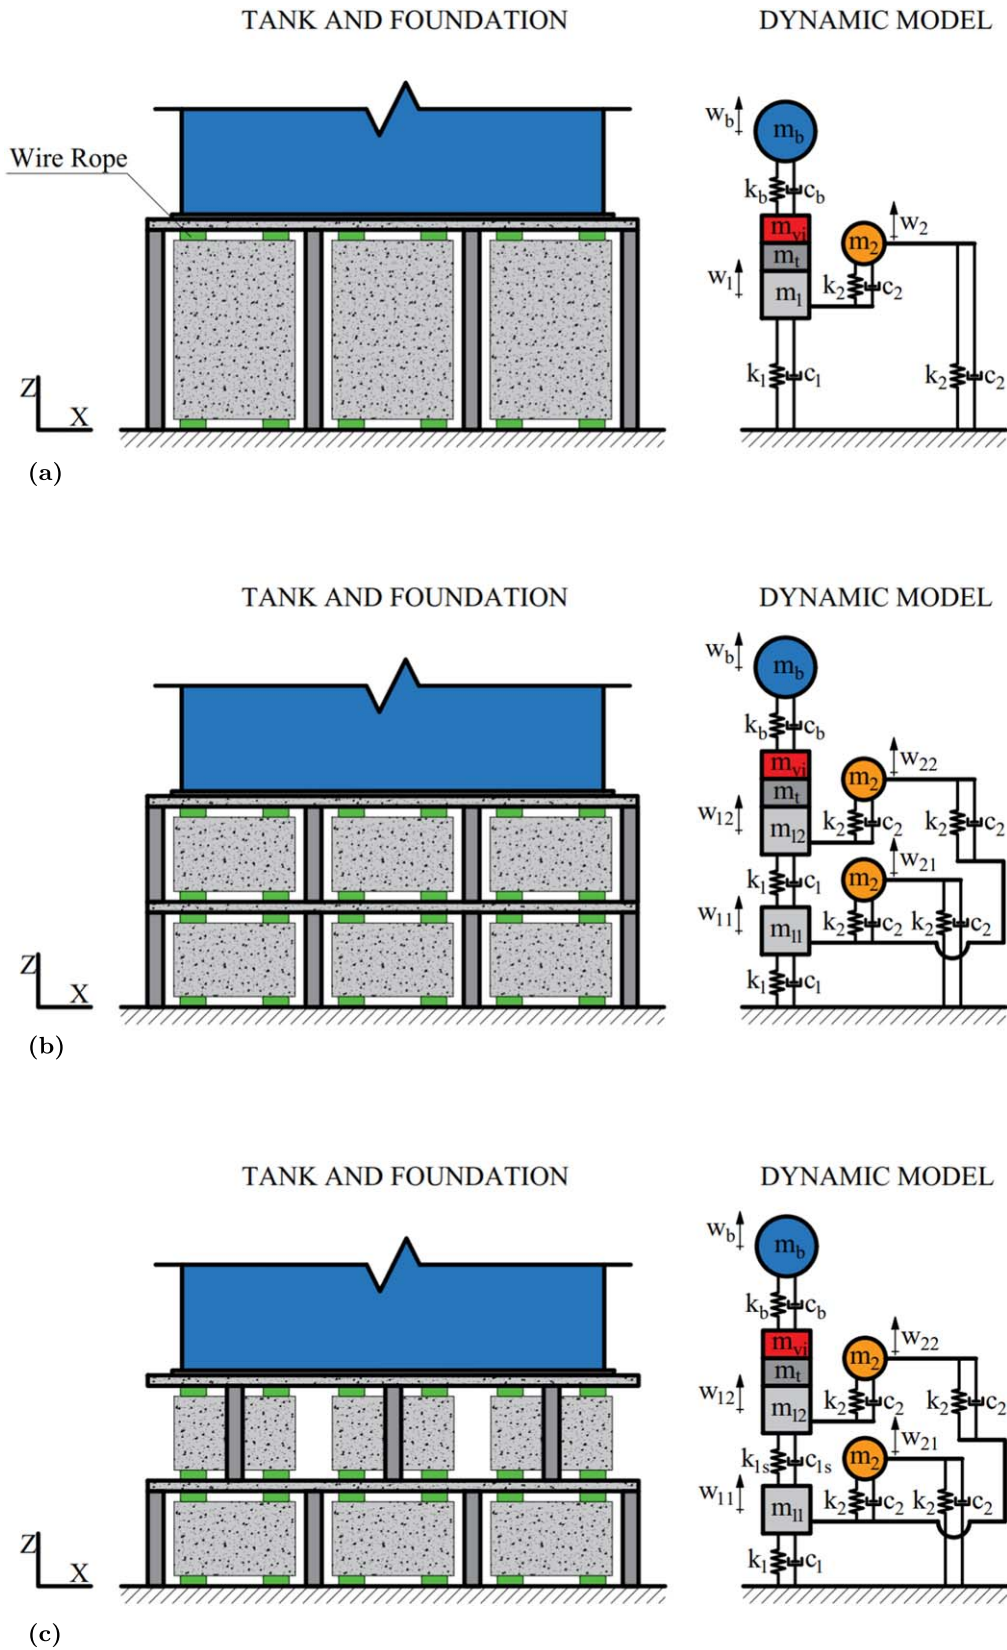 TANK AND FOUNDATION DYNAMIC MODEL
w_b
m_b
Wire Rope
k_b c_b
m_vi
w_2
m_2
m_t
w_1
m_1
k_2 c_2
k_1 c_1
k_2 c_2
Z
X
(a)
TANK AND FOUNDATION DYNAMIC MODEL
w_b
m_b
k_b c_b
m_vi
w_22
m_2
m_t
w_12
m_12
k_2 c_2
k_2 c_2
w_21
k_1 c_1
m_2
w_11
m_11
k_2 c_2
k_2 c_2
Z
X
k_1 c_1
(b)
TANK AND FOUNDATION DYNAMIC MODEL
w_b
m_b
k_b c_b
m_vi
w_22
m_2
m_t
w_12
m_12
k_2 c_2
k_2 c_2
w_21
k_1s c_1s
m_2
w_11
m_11
k_2 c_2
k_2 c_2
Z
X
k_1 c_1
(c)